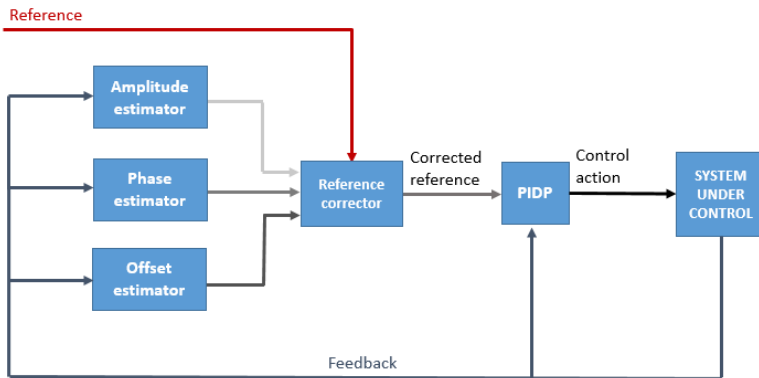 Reference
Amplitude
estimator
Phase
estimator
Offset
estimator
Reference
corrector
Corrected
reference
PIDP
Control
action
SYSTEM
UNDER
CONTROL
Feedback